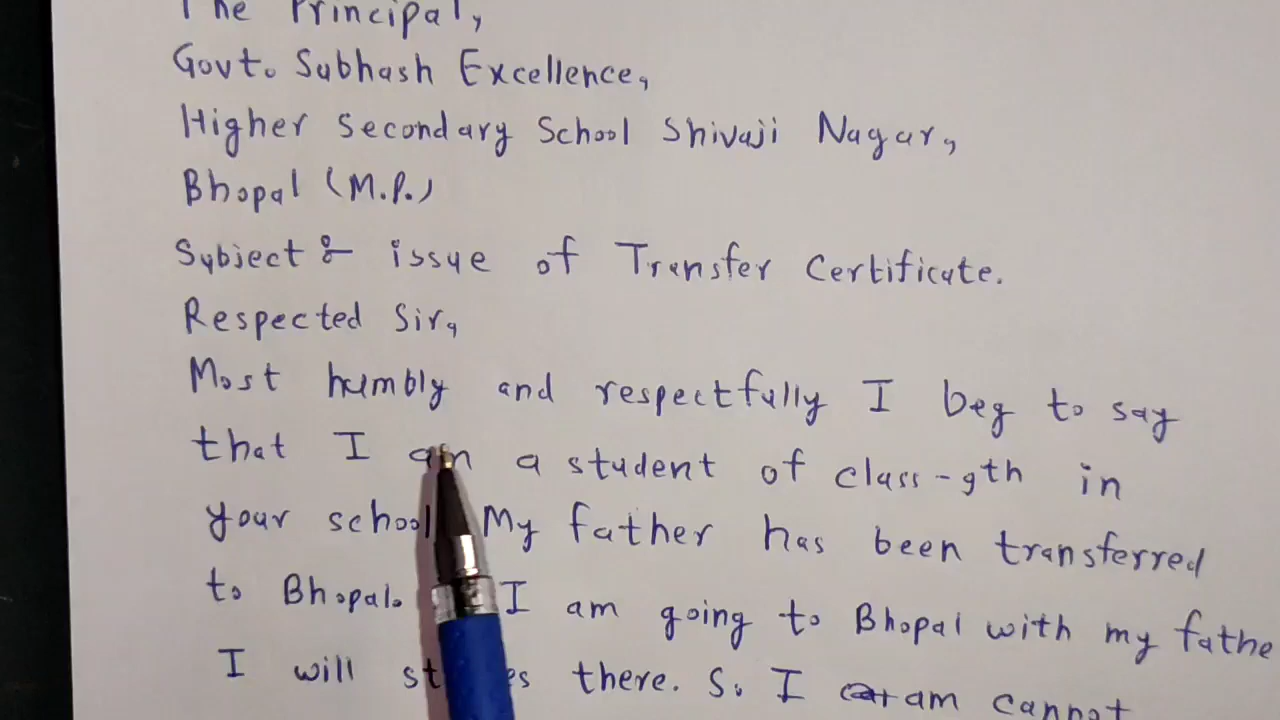 The Principal,
Govt. Subhash Excellence,
Higher Secondary School Shivaji Nagar,
Bhopal (M.P.)
Subject :- issue of Transfer Certificate.
Respected Sir,
Most humbly and respectfully I beg to say
that I am a student of class-9th in
your school My father has been transferred
to Bhopal. I am going to Bhopal with my fathe
I will there. So I am cannot